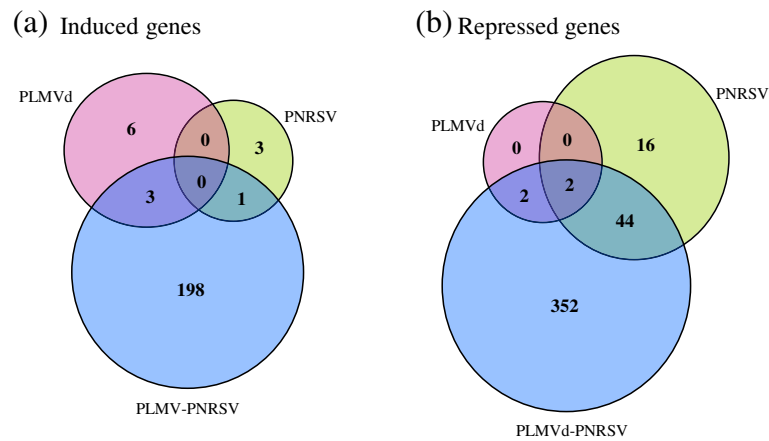 (a) Induced genes
PLMVd
PNRSV
6
0
3
0
3
1
198
PLMV-PNRSV
(b) Repressed genes
PNRSV
PLMVd
0
0
16
2
2
44
352
PLMVd-PNRSV